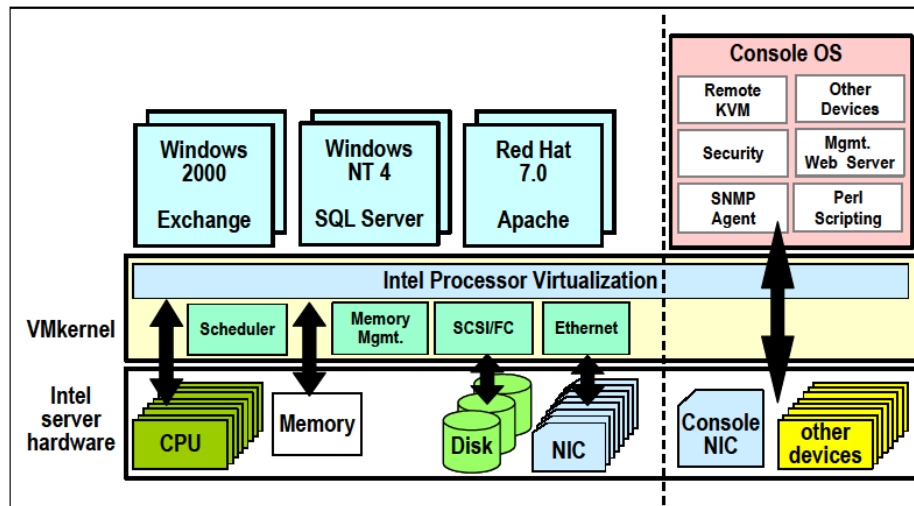 Console OS
Remote
KVM
Other
Devices
Security
Mgmt.
Web Server
SNMP
Agent
Perl
Scripting
Windows
2000
Exchange
Windows
NT 4
SQL Server
Red Hat
7.0
Apache
Intel Processor Virtualization
VMkernel
Scheduler
Memory
Mgmt.
SCSI/FC
Ethernet
Intel
server
hardware
CPU
Memory
Disk
NIC
Console
NIC
other
devices